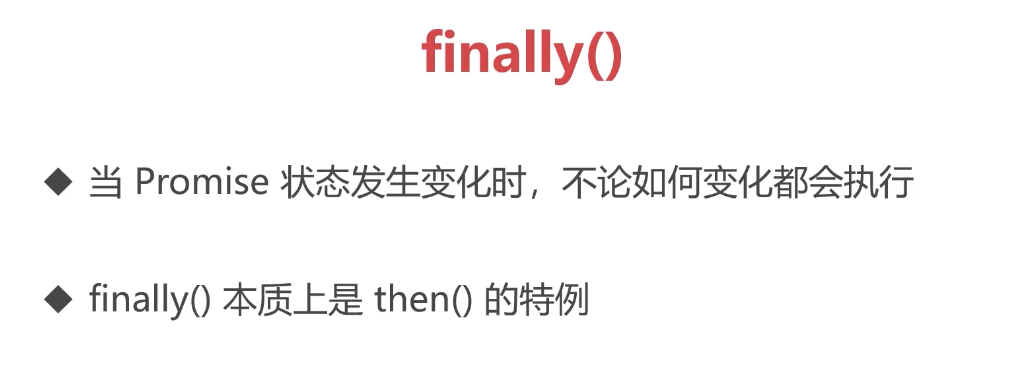 finally()
◆ 当 Promise 状态发生变化时，不论如何变化都会执行
◆ finally() 本质上是 then() 的特例